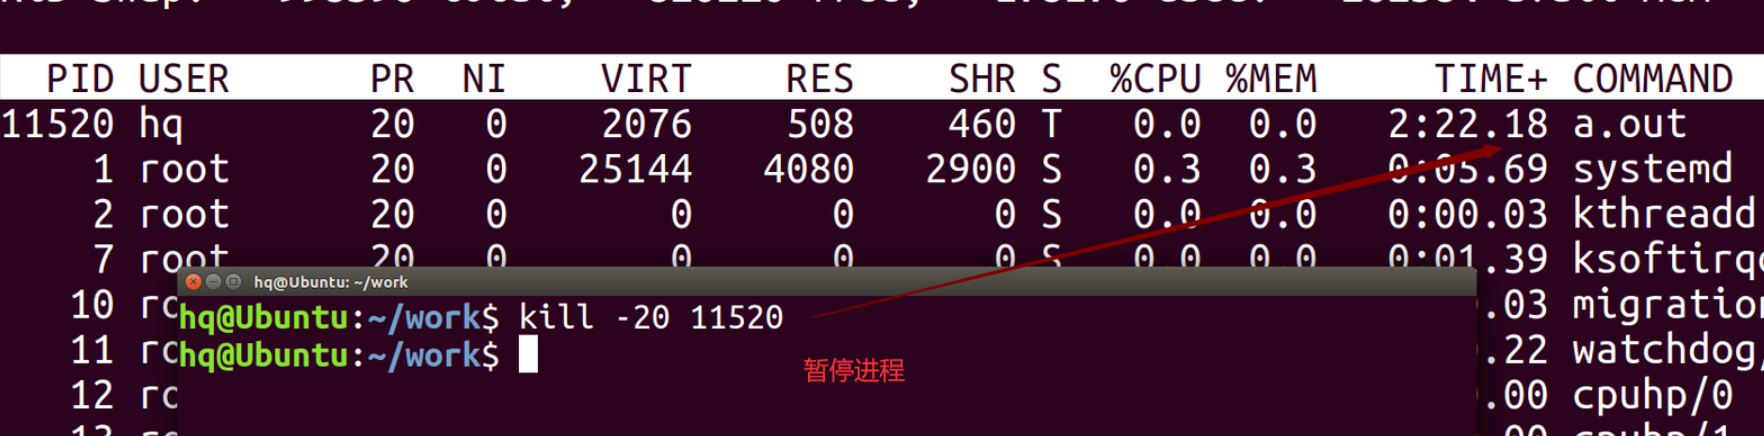 PID USER PR NI VIRT RES SHR S %CPU %MEM TIME+ COMMAND
11520 hq 20 0 2076 508 460 T 0.0 0.0 2:22.18 a.out
1 root 20 0 25144 4080 2900 S 0.3 0.3 0:05.69 systemd
2 root 20 0 0 0 0 S 0.0 0.0 0:00.03 kthreadd
7 root 20 0 0 0 0 S 0.0 0.0 0:01.39 ksoftirq
hq@Ubuntu: ~/work
10 .03 migration
hq@Ubuntu:~/work$ kill -20 11520
11 .22 watchdog/
hq@Ubuntu:~/work$
暂停进程
12 .00 cpuhp/0
13 .00 cpuhp/1